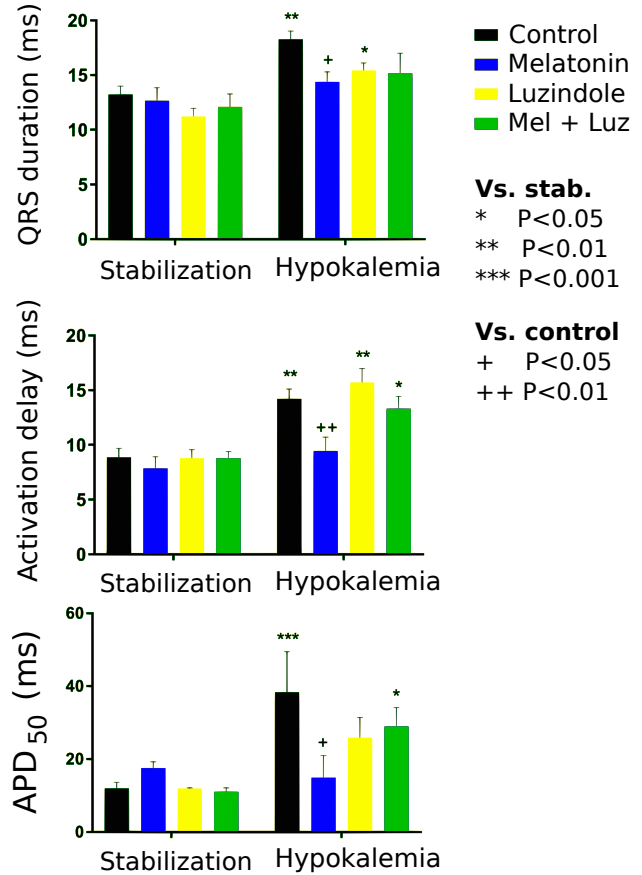 20
15
10
5
0
QRS duration (ms)
**
+
*
Stabilization
Hypokalemia
Control
Melatonin
Luzindole
Mel + Luz
Vs. stab.
* P<0.05
** P<0.01
*** P<0.001
Vs. control
+ P<0.05
++ P<0.01
20
15
10
5
0
Activation delay (ms)
**
++
**
*
Stabilization
Hypokalemia
60
40
20
0
APD50 (ms)
***
+
*
Stabilization
Hypokalemia